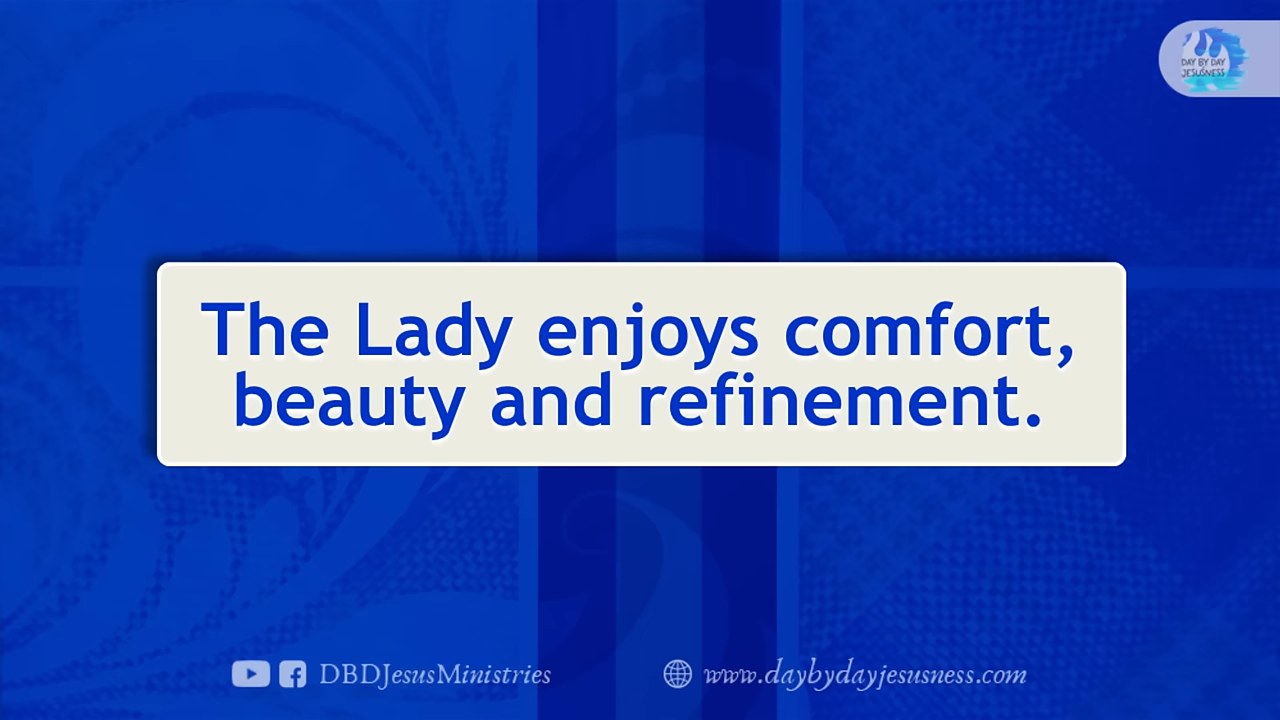 DAY BY DAY
JESUSNESS
The Lady enjoys comfort,
beauty and refinement.
DBDJesusMinistries
www.daybydayjesusness.com